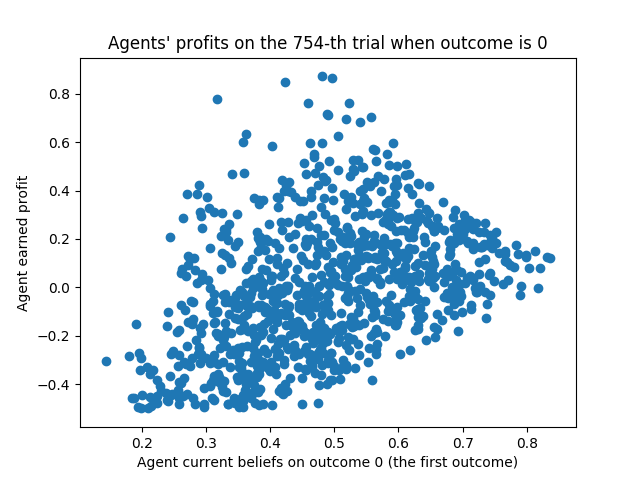 Agents' profits on the 754-th trial when outcome is 0
Agent earned profit
0.8
0.6
0.4
0.2
0.0
−0.2
−0.4
0.2 0.3 0.4 0.5 0.6 0.7 0.8
Agent current beliefs on outcome 0 (the first outcome)